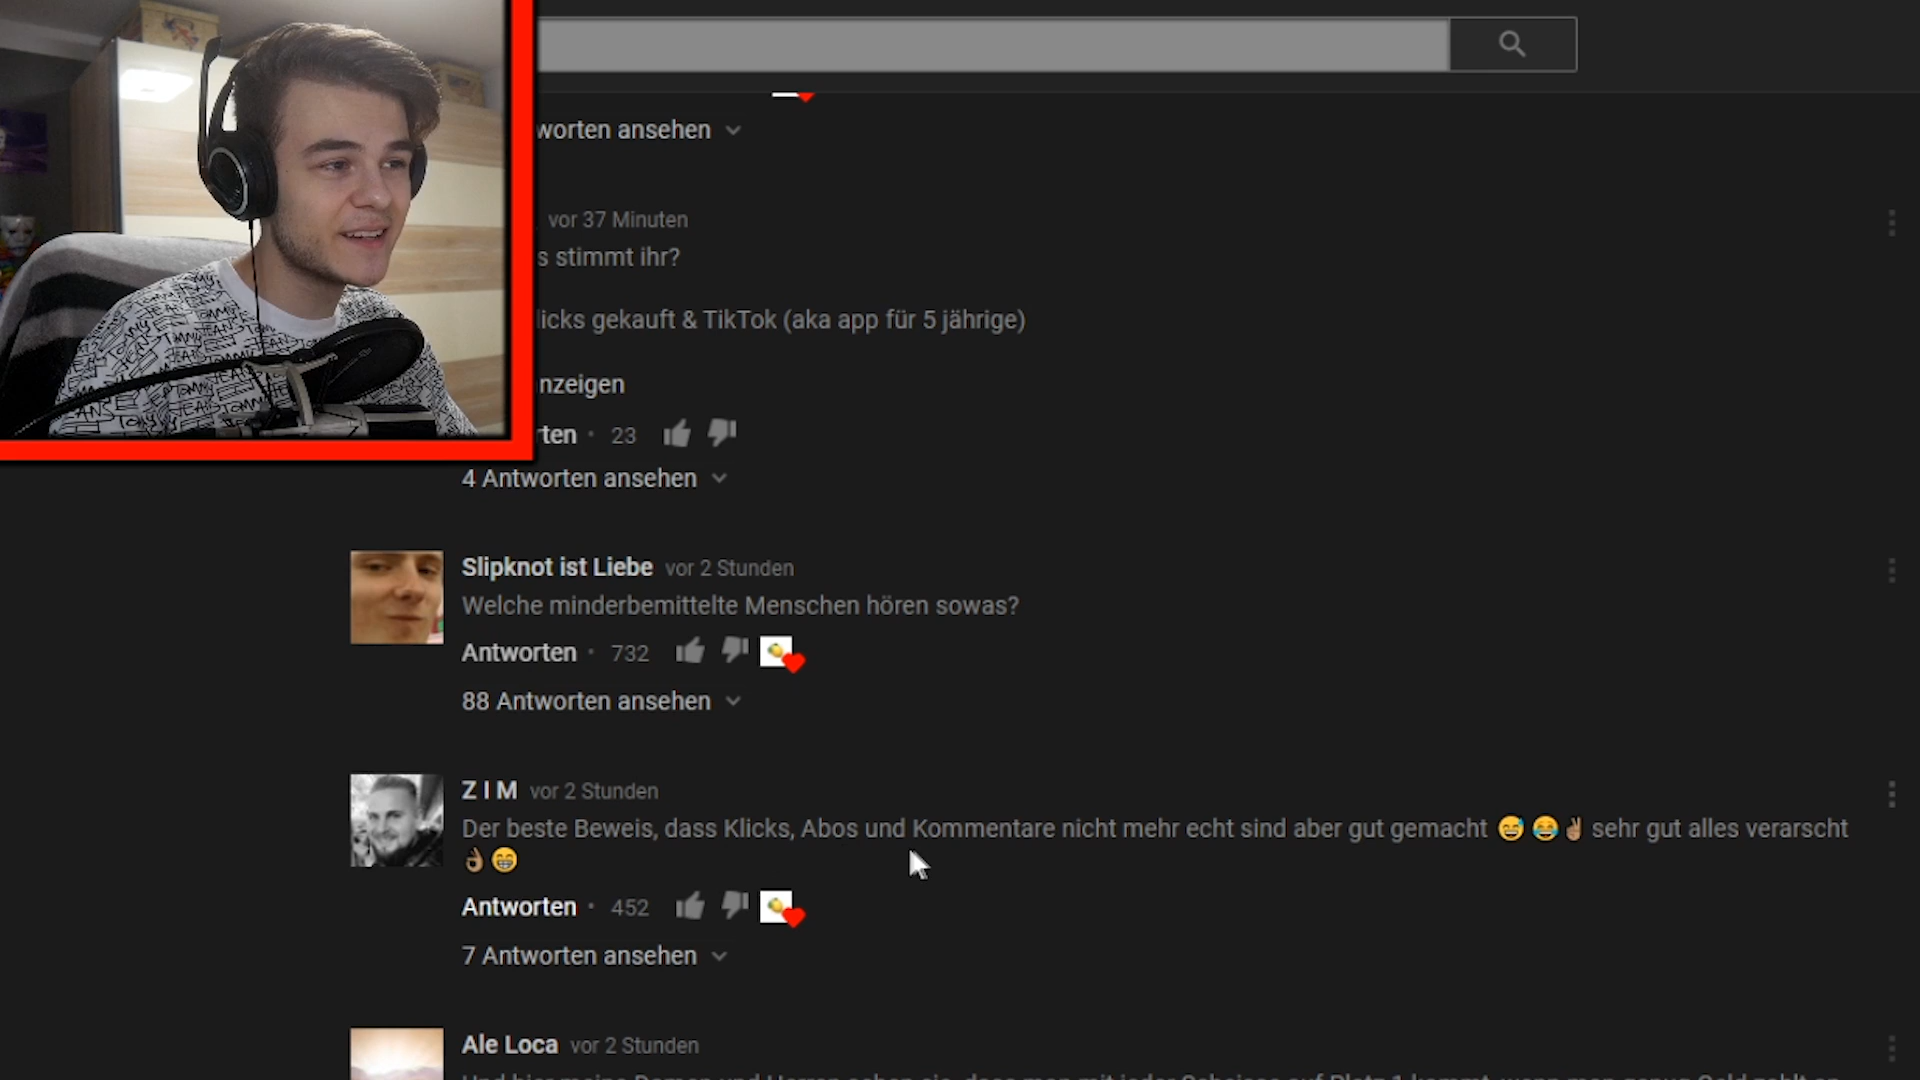 worten ansehen
vor 37 Minuten
s stimmt ihr?
licks gekauft & TikTok (aka app für 5 jährige)
nzeigen
rten · 23
4 Antworten ansehen
Slipknot ist Liebe vor 2 Stunden
Welche minderbemittelte Menschen hören sowas?
Antworten · 732
88 Antworten ansehen
Z I M vor 2 Stunden
Der beste Beweis, dass Klicks, Abos und Kommentare nicht mehr echt sind aber gut gemacht 😅 😂 ✌🏽 sehr gut alles verarscht
👌🏽 😁
Antworten · 452
7 Antworten ansehen
Ale Loca vor 2 Stunden